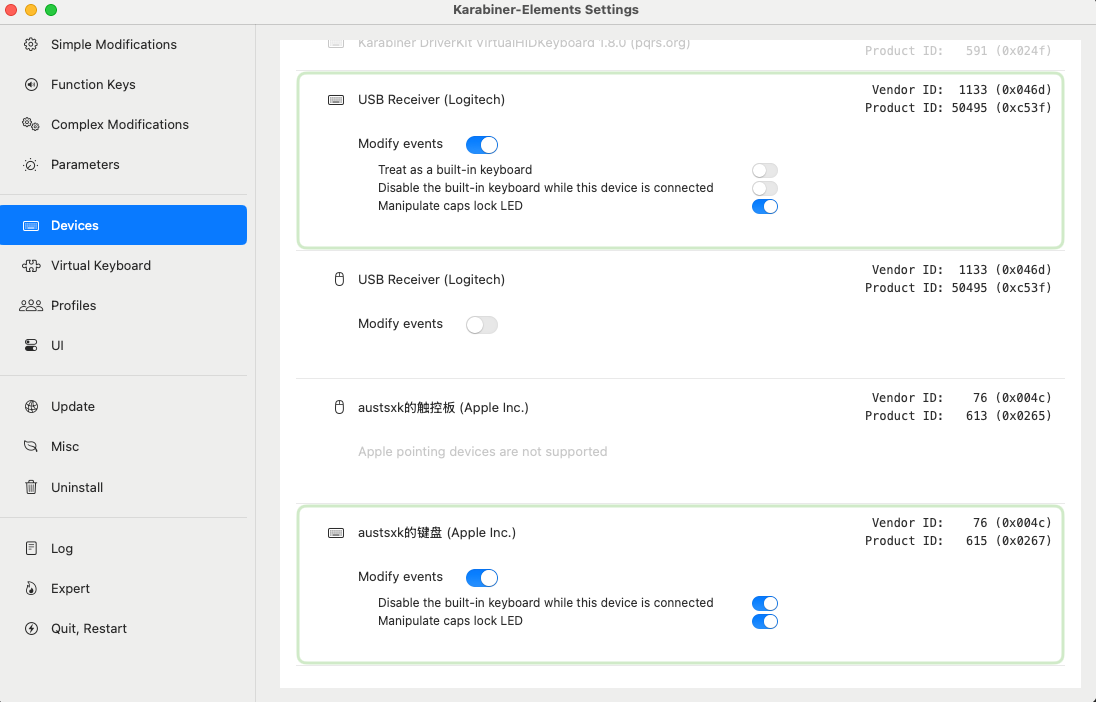 Karabiner-Elements Settings
Simple Modifications
Function Keys
Complex Modifications
Parameters
Devices
Virtual Keyboard
Profiles
UI
Update
Misc
Uninstall
Log
Expert
Quit, Restart
Karabiner DriverKit VirtualHIDKeyboard 1.8.0 (pqrs.org)
Product ID: 591 (0x024f)
USB Receiver (Logitech)
Vendor ID: 1133 (0x046d)
Product ID: 50495 (0xc53f)
Modify events
Treat as a built-in keyboard
Disable the built-in keyboard while this device is connected
Manipulate caps lock LED
USB Receiver (Logitech)
Vendor ID: 1133 (0x046d)
Product ID: 50495 (0xc53f)
Modify events
austsxk的触控板 (Apple Inc.)
Vendor ID: 76 (0x004c)
Product ID: 613 (0x0265)
Apple pointing devices are not supported
austsxk的键盘 (Apple Inc.)
Vendor ID: 76 (0x004c)
Product ID: 615 (0x0267)
Modify events
Disable the built-in keyboard while this device is connected
Manipulate caps lock LED